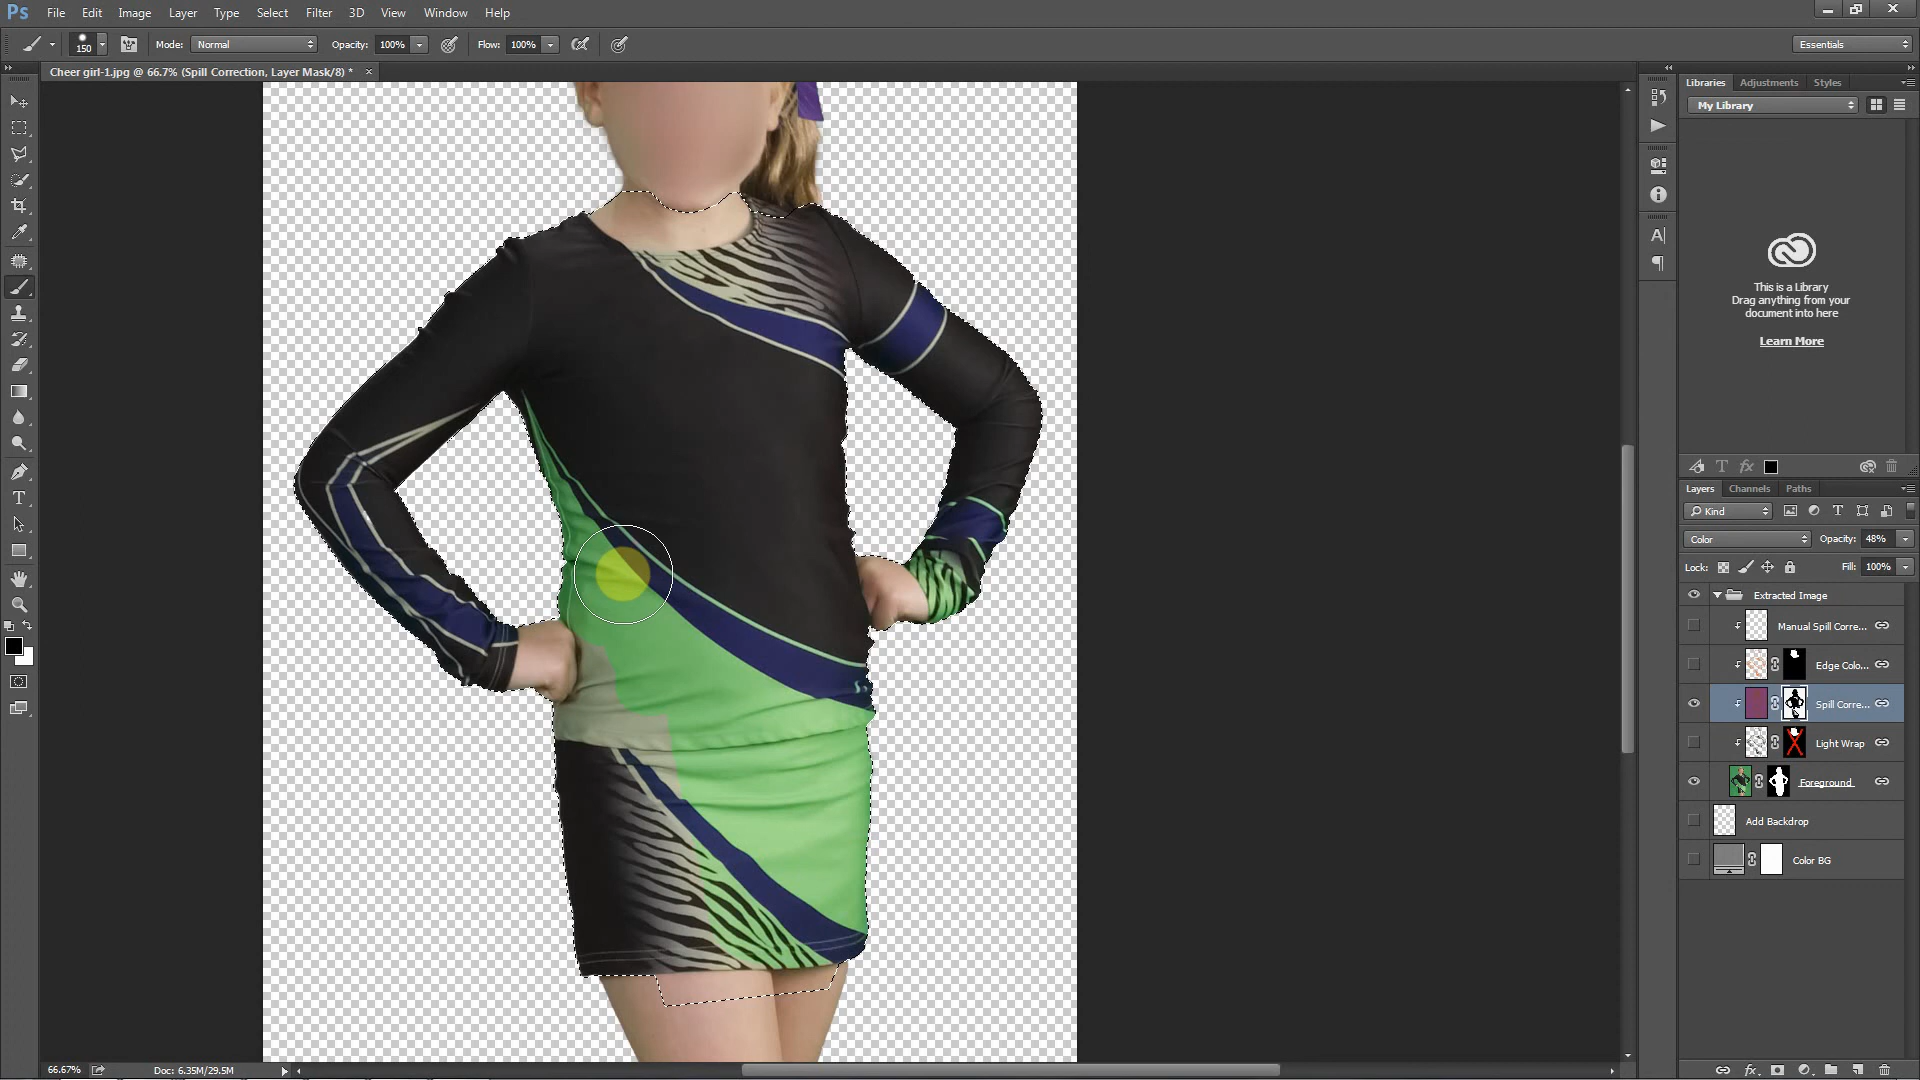 Ps File Edit Image Layer Type Select Filter 3D View Window Help
150 Mode: Normal Opacity: 100% Flow: 100% Essentials
Cheer girl-1.jpg @ 66.7% (Spill Correction, Layer Mask/8) * ×
Libraries Adjustments Styles
My Library
This is a Library
Drag anything from your
document into here
Learn More
Layers Channels Paths
Kind
Color Opacity: 48%
Lock: Fill: 100%
Extracted Image
Manual Spill Corre...
Edge Colo...
Spill Corre...
Light Wrap
Foreground
Add Backdrop
Color BG
66.67% Doc: 6.35M/29.5M